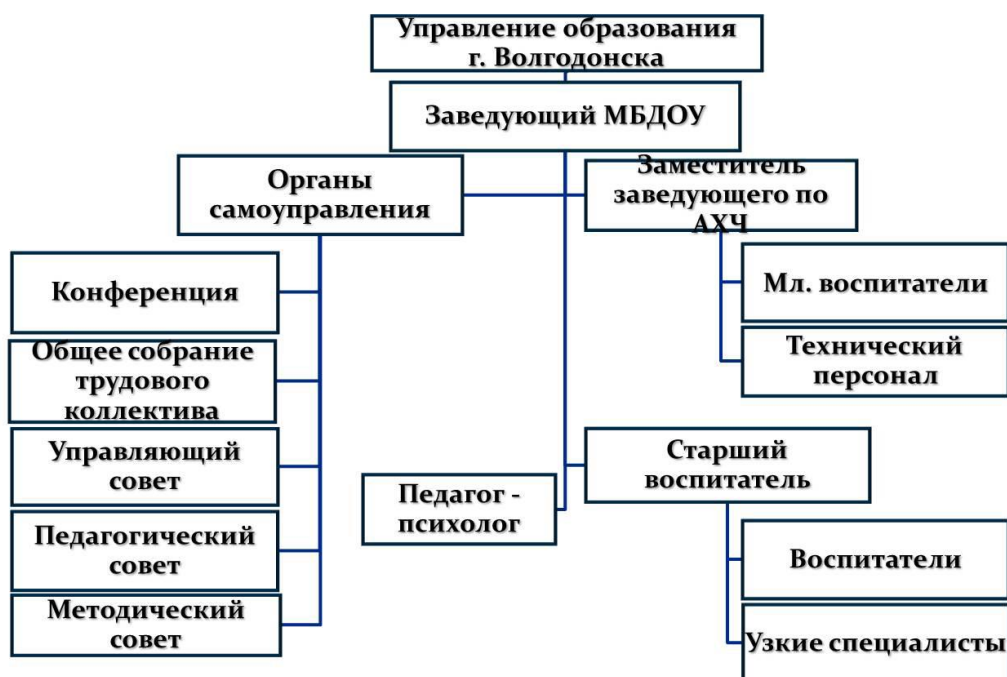 Управление образования
г. Волгодонска
Заведующий МБДОУ
Органы
самоуправления
Заместитель
заведующего по
АХЧ
Конференция
Общее собрание
трудового
коллектива
Управляющий
совет
Педагогический
совет
Методический
совет
Мл. воспитатели
Технический
персонал
Педагог -
психолог
Старший
воспитатель
Воспитатели
Узкие специалисты